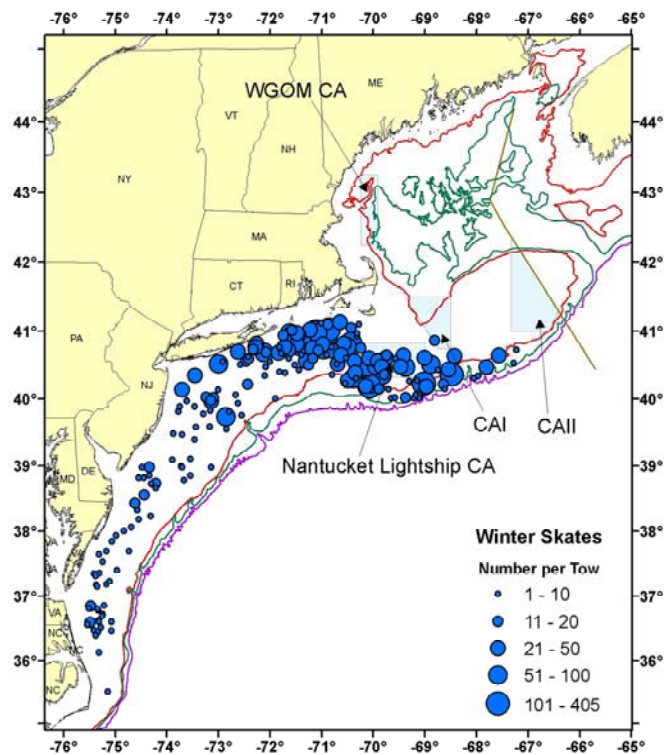 -76° -75 -74 -73 -72 -71 -70 -69 -68 -67 -66 -65
WGOM CA
ME
VT
NH
NY
MA
CT
RI
PA
NJ
MD
DE
VA
NC
NC
NC
44°
43°
42°
41°
40°
39°
38°
37°
36°
44°
43°
42°
41°
40°
39°
38°
37°
36°
CAI
CAII
Nantucket Lightship CA
Winter Skates
Number per Tow
1 - 10
11 - 20
21 - 50
51 - 100
101 - 405
-76° -75 -74 -73 -72 -71 -70 -69 -68 -67 -66 -65